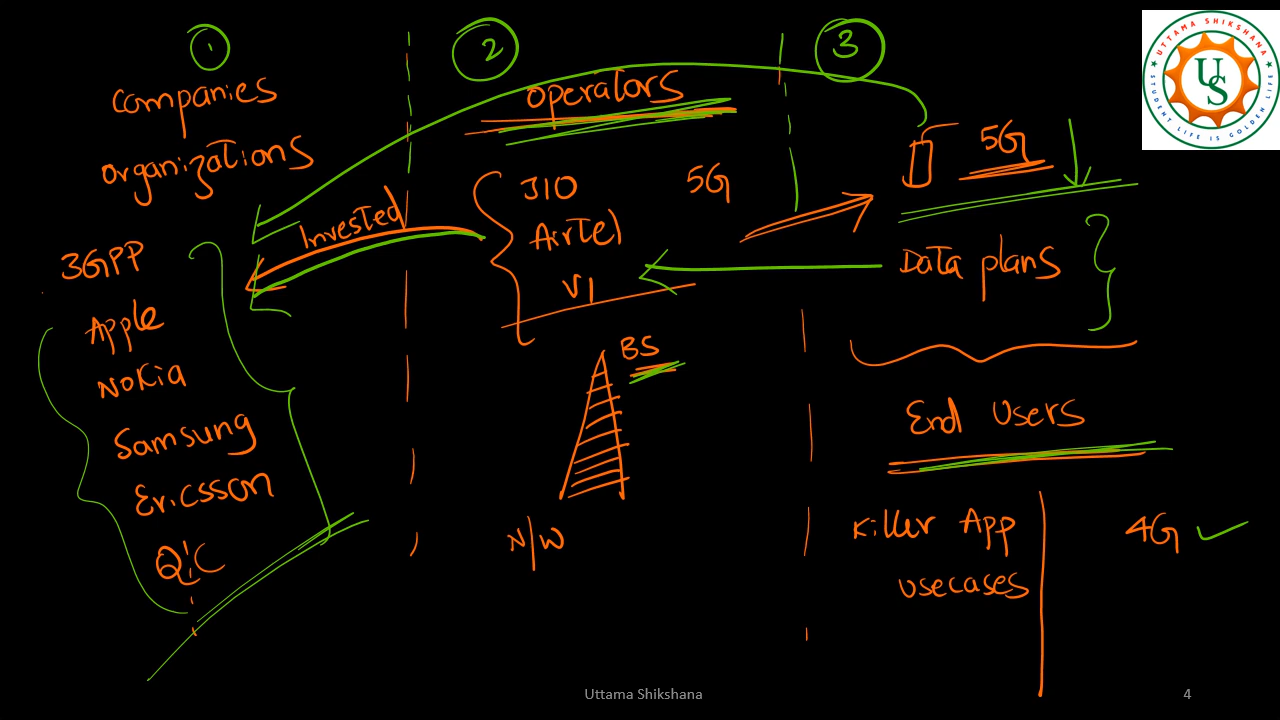 1
companies
organizations
3GPP
Apple
Nokia
Samsung
Ericsson
Q'C
Invested
2
operators
JIO
Airtel
VI
5G
BS
N/W
3
5G
Data plans
End Users
Killer App
usecases
4G
UTTAMA SHIKSHANA
STUDENT LIFE IS GOLDEN LIFE
US
Uttama Shikshana
4